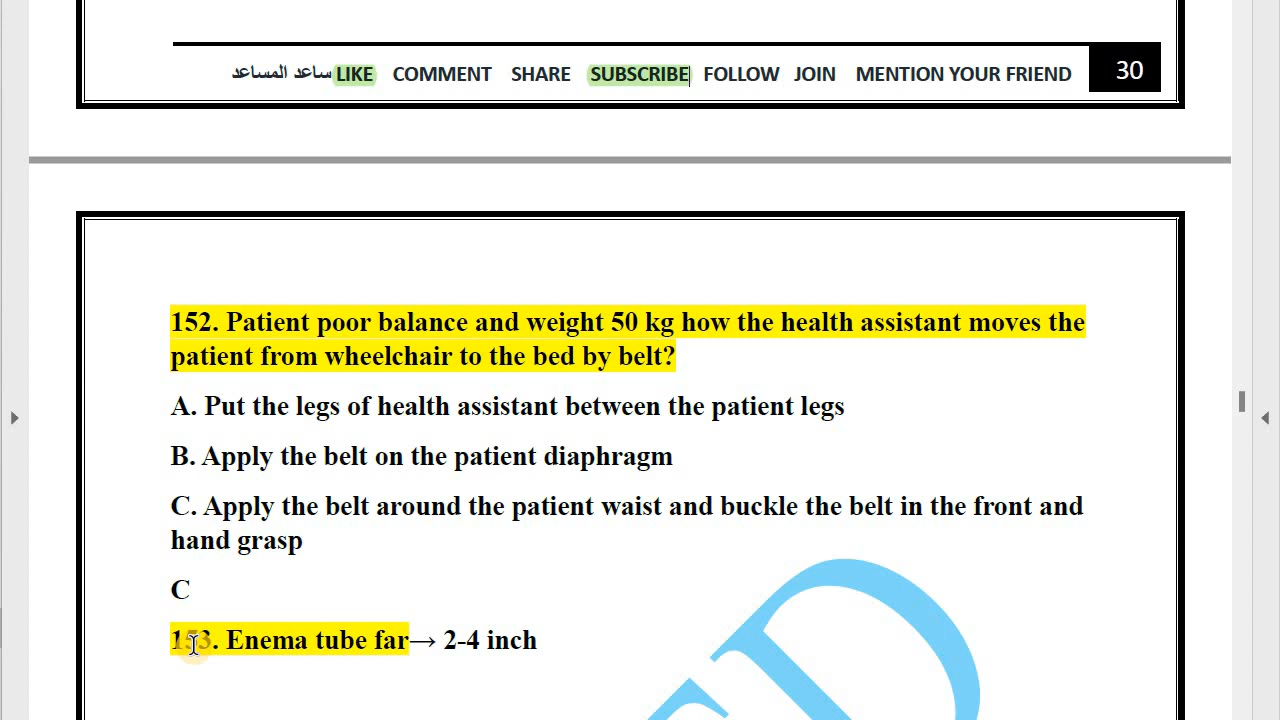 ساعد المساعد LIKE COMMENT SHARE SUBSCRIBE FOLLOW JOIN MENTION YOUR FRIEND 30
152. Patient poor balance and weight 50 kg how the health assistant moves the
patient from wheelchair to the bed by belt?
A. Put the legs of health assistant between the patient legs
B. Apply the belt on the patient diaphragm
C. Apply the belt around the patient waist and buckle the belt in the front and
hand grasp
C
153. Enema tube far→ 2-4 inch